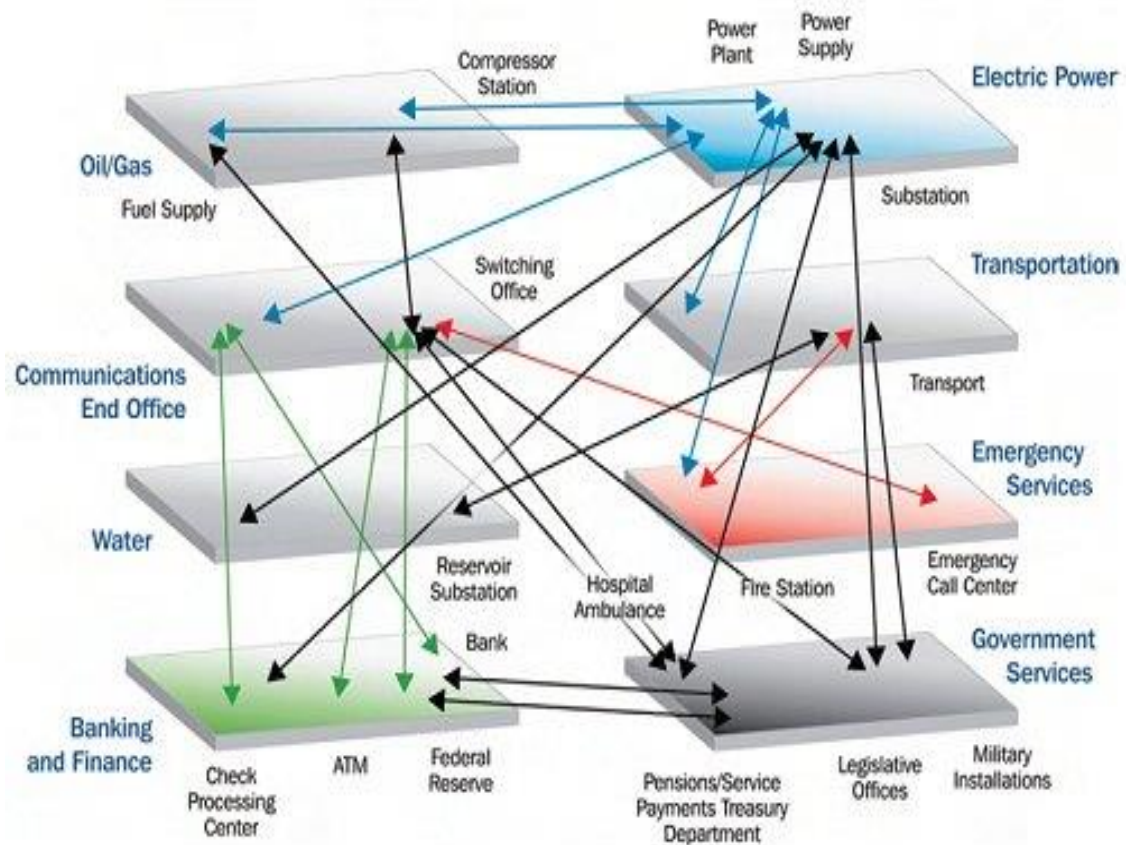 Power
Plant
Power
Supply
Compressor
Station
Electric Power
Oil/Gas
Fuel Supply
Substation
Switching
Office
Transportation
Communications
End Office
Transport
Emergency
Services
Water
Reservoir
Substation
Hospital
Ambulance
Fire Station
Emergency
Call Center
Bank
Government
Services
Banking
and Finance
Check
Processing
Center
ATM
Federal
Reserve
Pensions/Service
Payments Treasury
Department
Legislative
Offices
Military
Installations